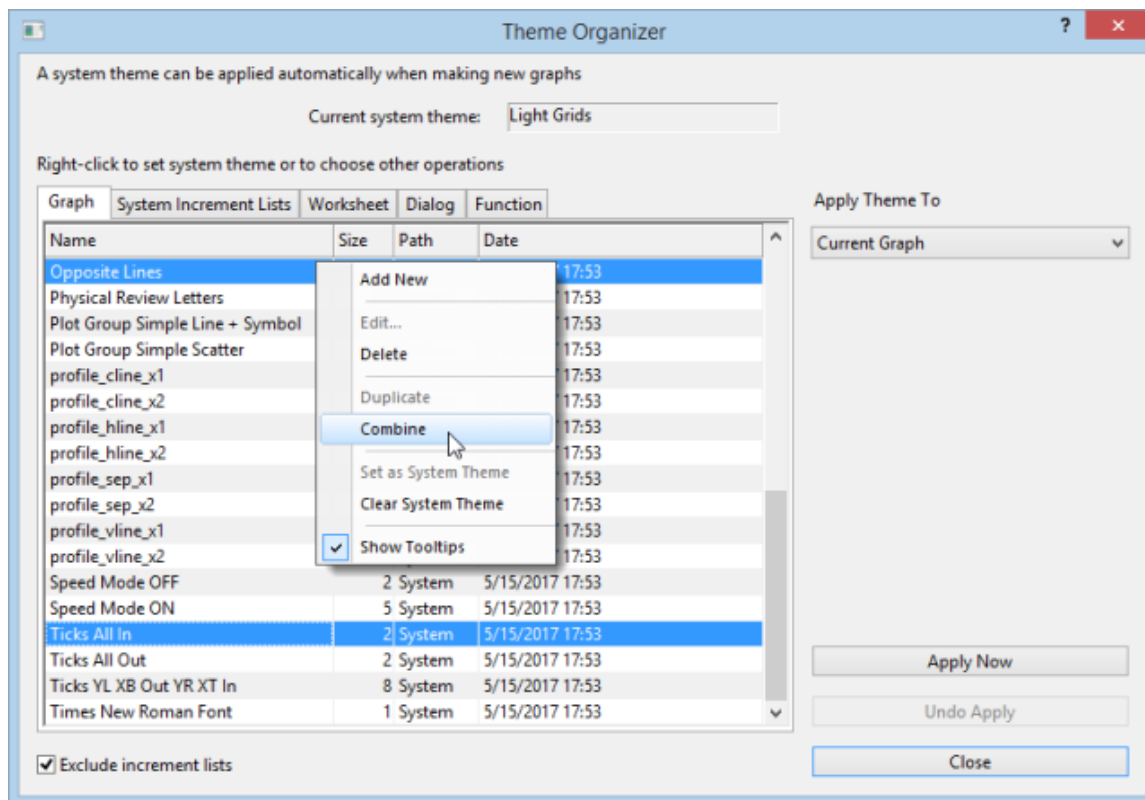 Theme Organizer
?
A system theme can be applied automatically when making new graphs
Current system theme: Light Grids
Right-click to set system theme or to choose other operations
Graph System Increment Lists Worksheet Dialog Function
Apply Theme To
Current Graph
Name Size Path Date
Opposite Lines 17:53
Physical Review Letters 17:53
Plot Group Simple Line + Symbol 17:53
Plot Group Simple Scatter 17:53
profile_cline_x1 17:53
profile_cline_x2 17:53
profile_hline_x1 17:53
profile_hline_x2 17:53
profile_sep_x1 17:53
profile_sep_x2 17:53
profile_vline_x1 17:53
profile_vline_x2 17:53
Speed Mode OFF 2 System 5/15/2017 17:53
Speed Mode ON 5 System 5/15/2017 17:53
Ticks All In 2 System 5/15/2017 17:53
Ticks All Out 2 System 5/15/2017 17:53
Ticks YL XB Out YR XT In 8 System 5/15/2017 17:53
Times New Roman Font 1 System 5/15/2017 17:53
Add New
Edit...
Delete
Duplicate
Combine
Set as System Theme
Clear System Theme
Show Tooltips
Apply Now
Undo Apply
Close
Exclude increment lists